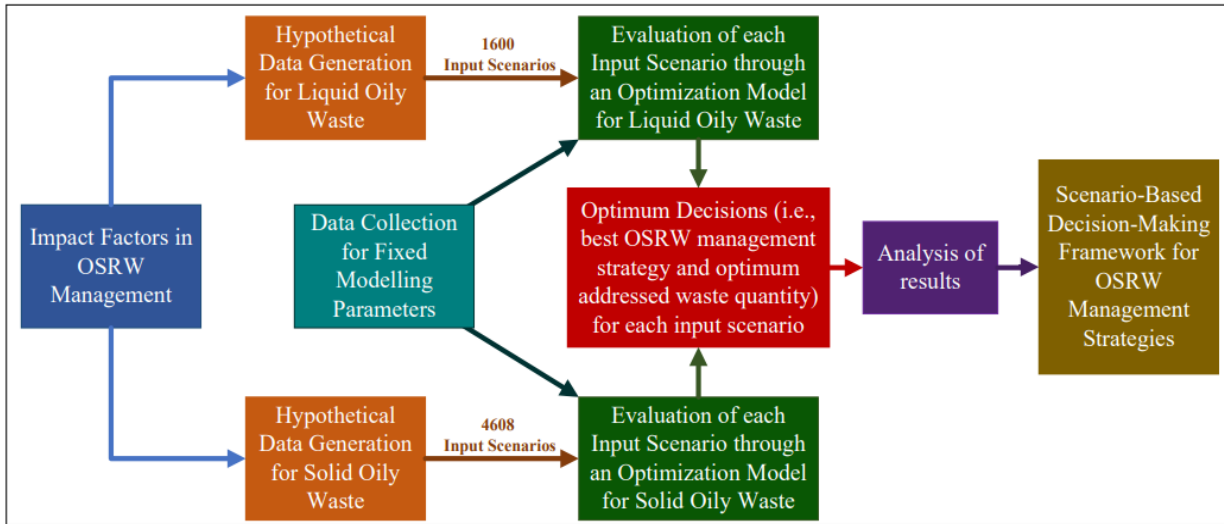 Hypothetical
Data Generation
for Liquid Oily
Waste
1600
Input Scenarios
Evaluation of each
Input Scenario through
an Optimization Model
for Liquid Oily Waste
Impact Factors in
OSRW
Management
Data Collection
for Fixed
Modelling
Parameters
Optimum Decisions (i.e.,
best OSRW management
strategy and optimum
addressed waste quantity)
for each input scenario
Analysis of
results
Scenario-Based
Decision-Making
Framework for
OSRW
Management
Strategies
Hypothetical
Data Generation
for Solid Oily
Waste
4608
Input Scenarios
Evaluation of each
Input Scenario through
an Optimization Model
for Solid Oily Waste